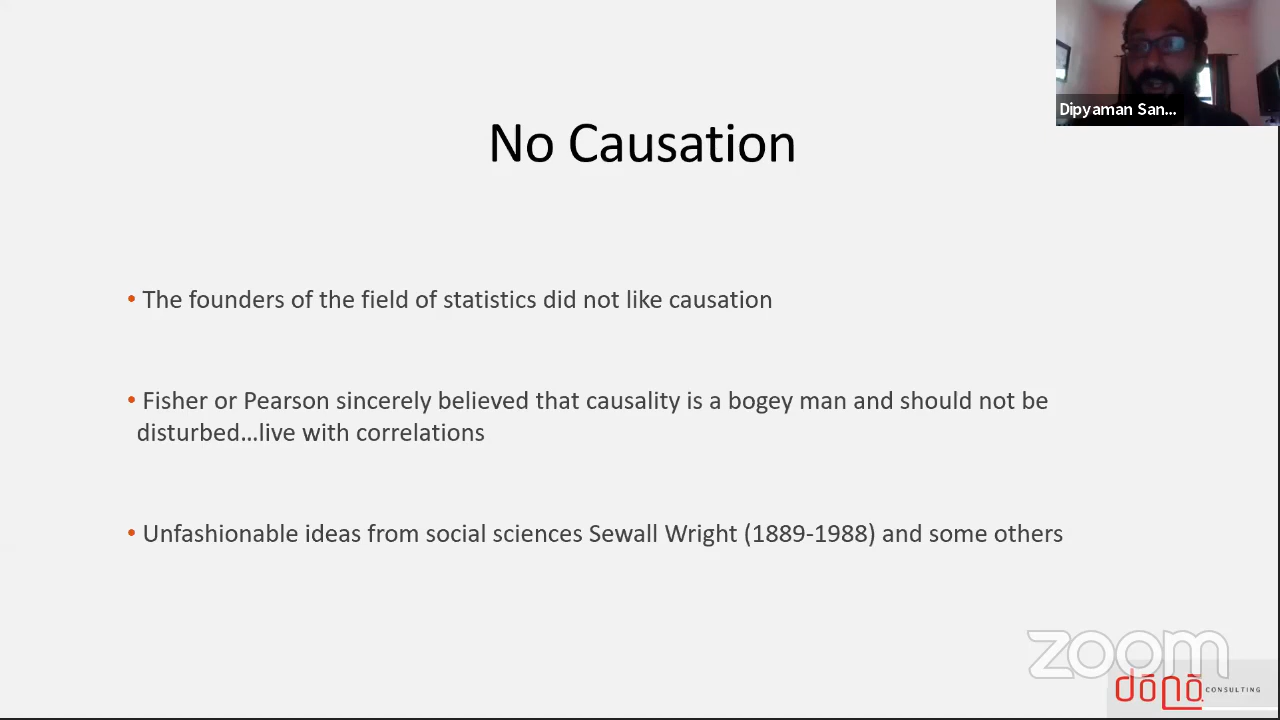 Dipyaman San...
No Causation
• The founders of the field of statistics did not like causation
• Fisher or Pearson sincerely believed that causality is a bogey man and should not be
disturbed...live with correlations
• Unfashionable ideas from social sciences Sewall Wright (1889-1988) and some others
zoom
dānā CONSULTING